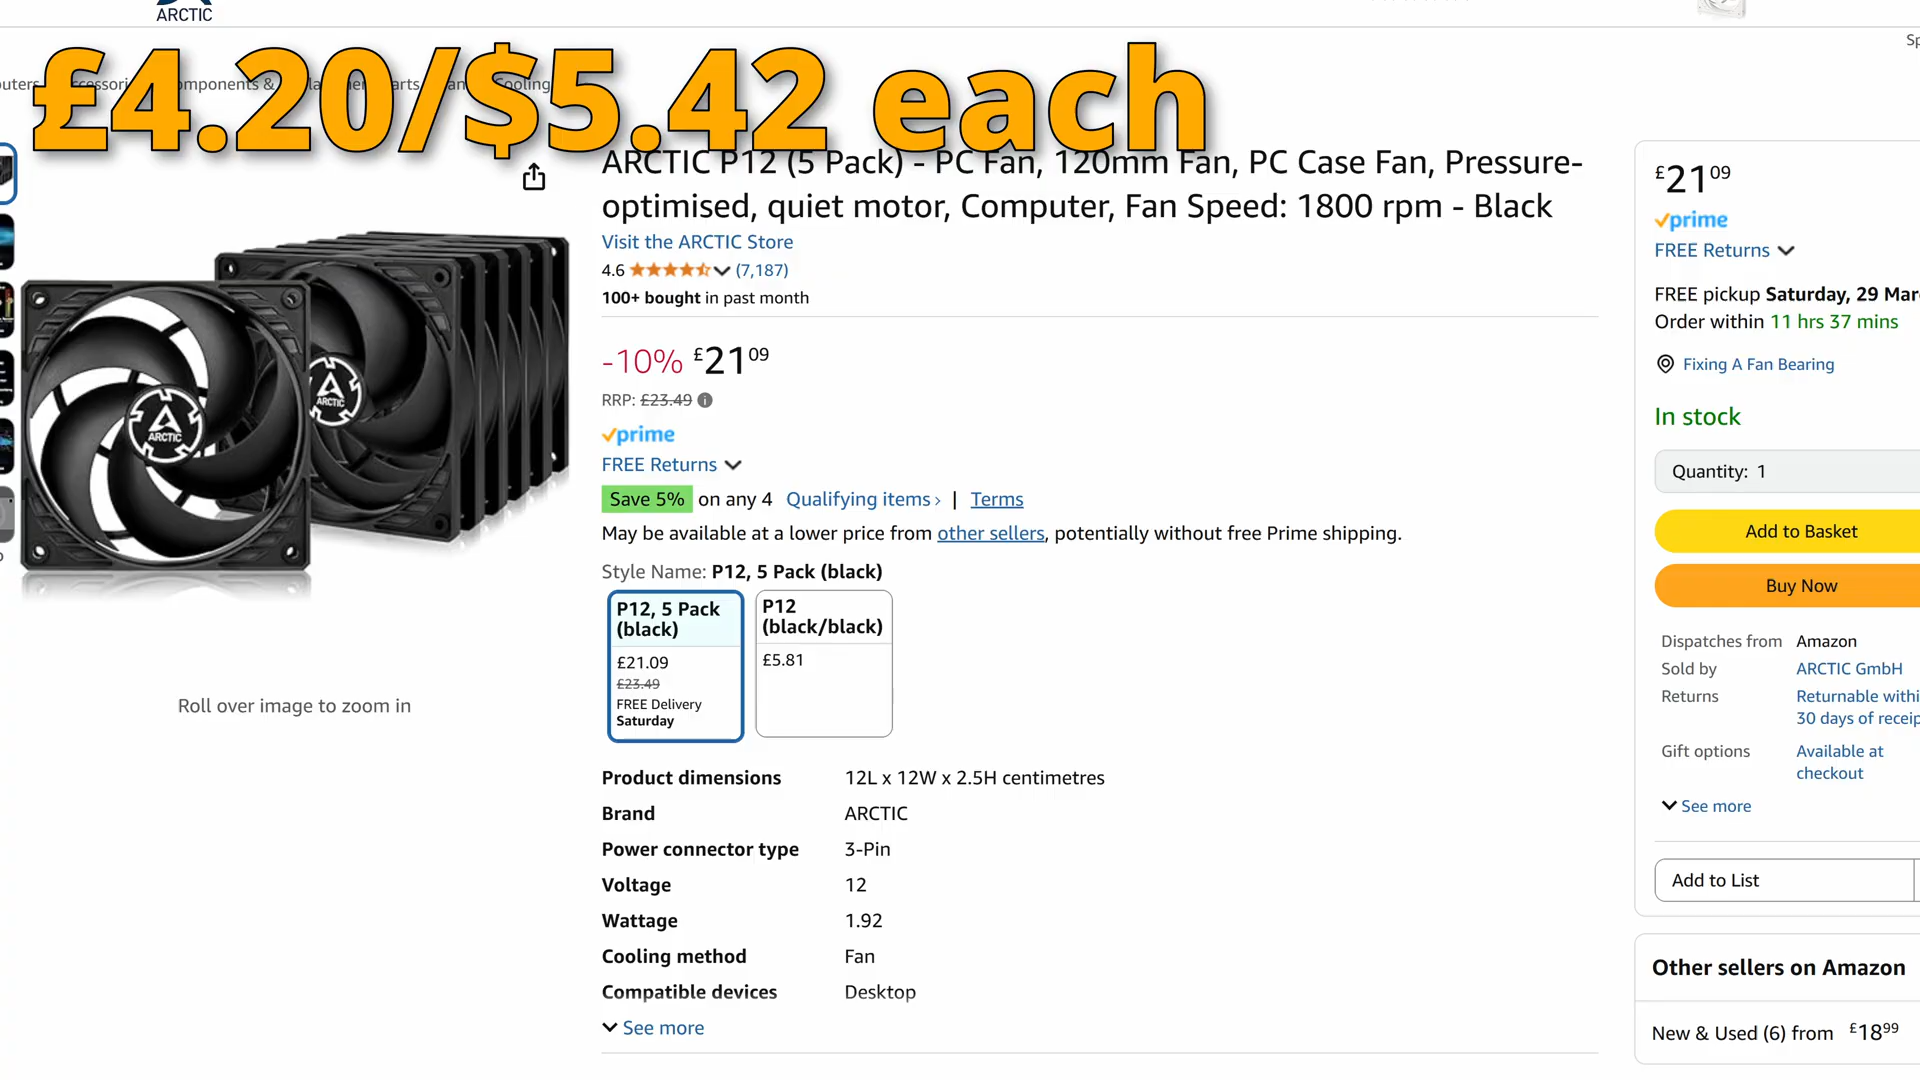 ARCTIC
£4.20/$5.42 each
ARCTIC P12 (5 Pack) - PC Fan, 120mm Fan, PC Case Fan, Pressure-
optimised, quiet motor, Computer, Fan Speed: 1800 rpm - Black
Visit the ARCTIC Store
4.6 (7,187)
100+ bought in past month
-10% £21 09
RRP: £23.49
prime
FREE Returns
Save 5% on any 4 Qualifying items › | Terms
May be available at a lower price from other sellers, potentially without free Prime shipping.
Style Name: P12, 5 Pack (black)
P12, 5 Pack
(black)
£21.09
£23.49
FREE Delivery
Saturday
P12
(black/black)
£5.81
Product dimensions 12L x 12W x 2.5H centimetres
Brand ARCTIC
Power connector type 3-Pin
Voltage 12
Wattage 1.92
Cooling method Fan
Compatible devices Desktop
See more
ARCTIC
ARCTIC
Roll over image to zoom in
£21 09
prime
FREE Returns
FREE pickup Saturday, 29 Mar
Order within 11 hrs 37 mins
Fixing A Fan Bearing
In stock
Quantity: 1
Add to Basket
Buy Now
Dispatches from Amazon
Sold by ARCTIC GmbH
Returns Returnable withi
30 days of receip
Gift options Available at
checkout
See more
Add to List
Other sellers on Amazon
New & Used (6) from £18 99